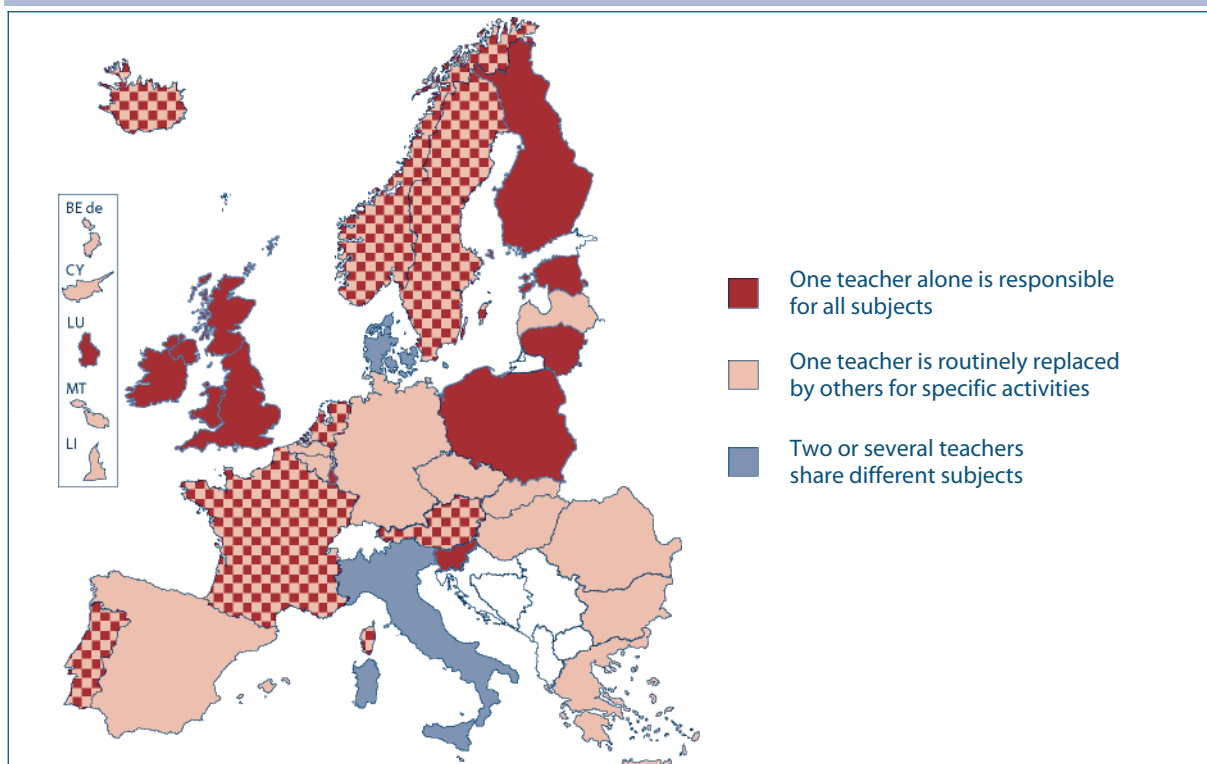 BE de
CY
LU
MT
LI
One teacher alone is responsible
for all subjects
One teacher is routinely replaced
by others for specific activities
Two or several teachers
share different subjects